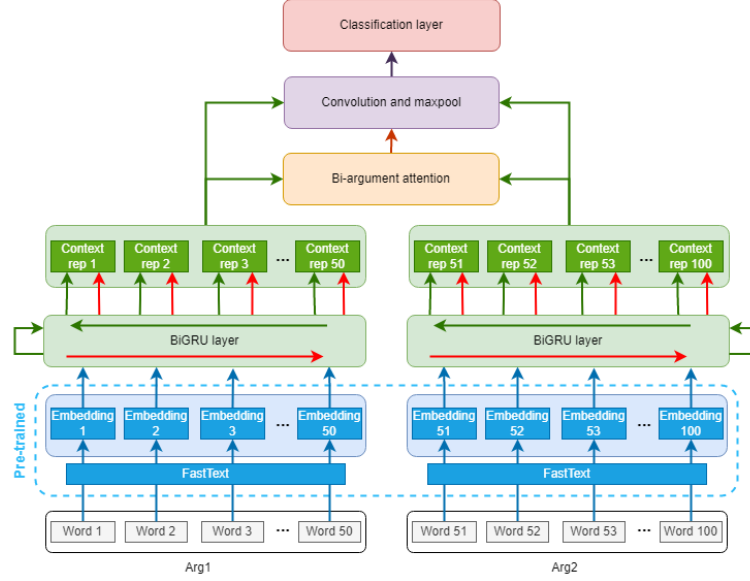 Classification layer
Convolution and maxpool
Bi-argument attention
Context rep 1
Context rep 2
Context rep 3
...
Context rep 50
Context rep 51
Context rep 52
Context rep 53
...
Context rep 100
BiGRU layer
BiGRU layer
Pre-trained
Embedding 1
Embedding 2
Embedding 3
...
Embedding 50
Embedding 51
Embedding 52
Embedding 53
...
Embedding 100
FastText
FastText
Word 1
Word 2
Word 3
...
Word 50
Word 51
Word 52
Word 53
...
Word 100
Arg1
Arg2